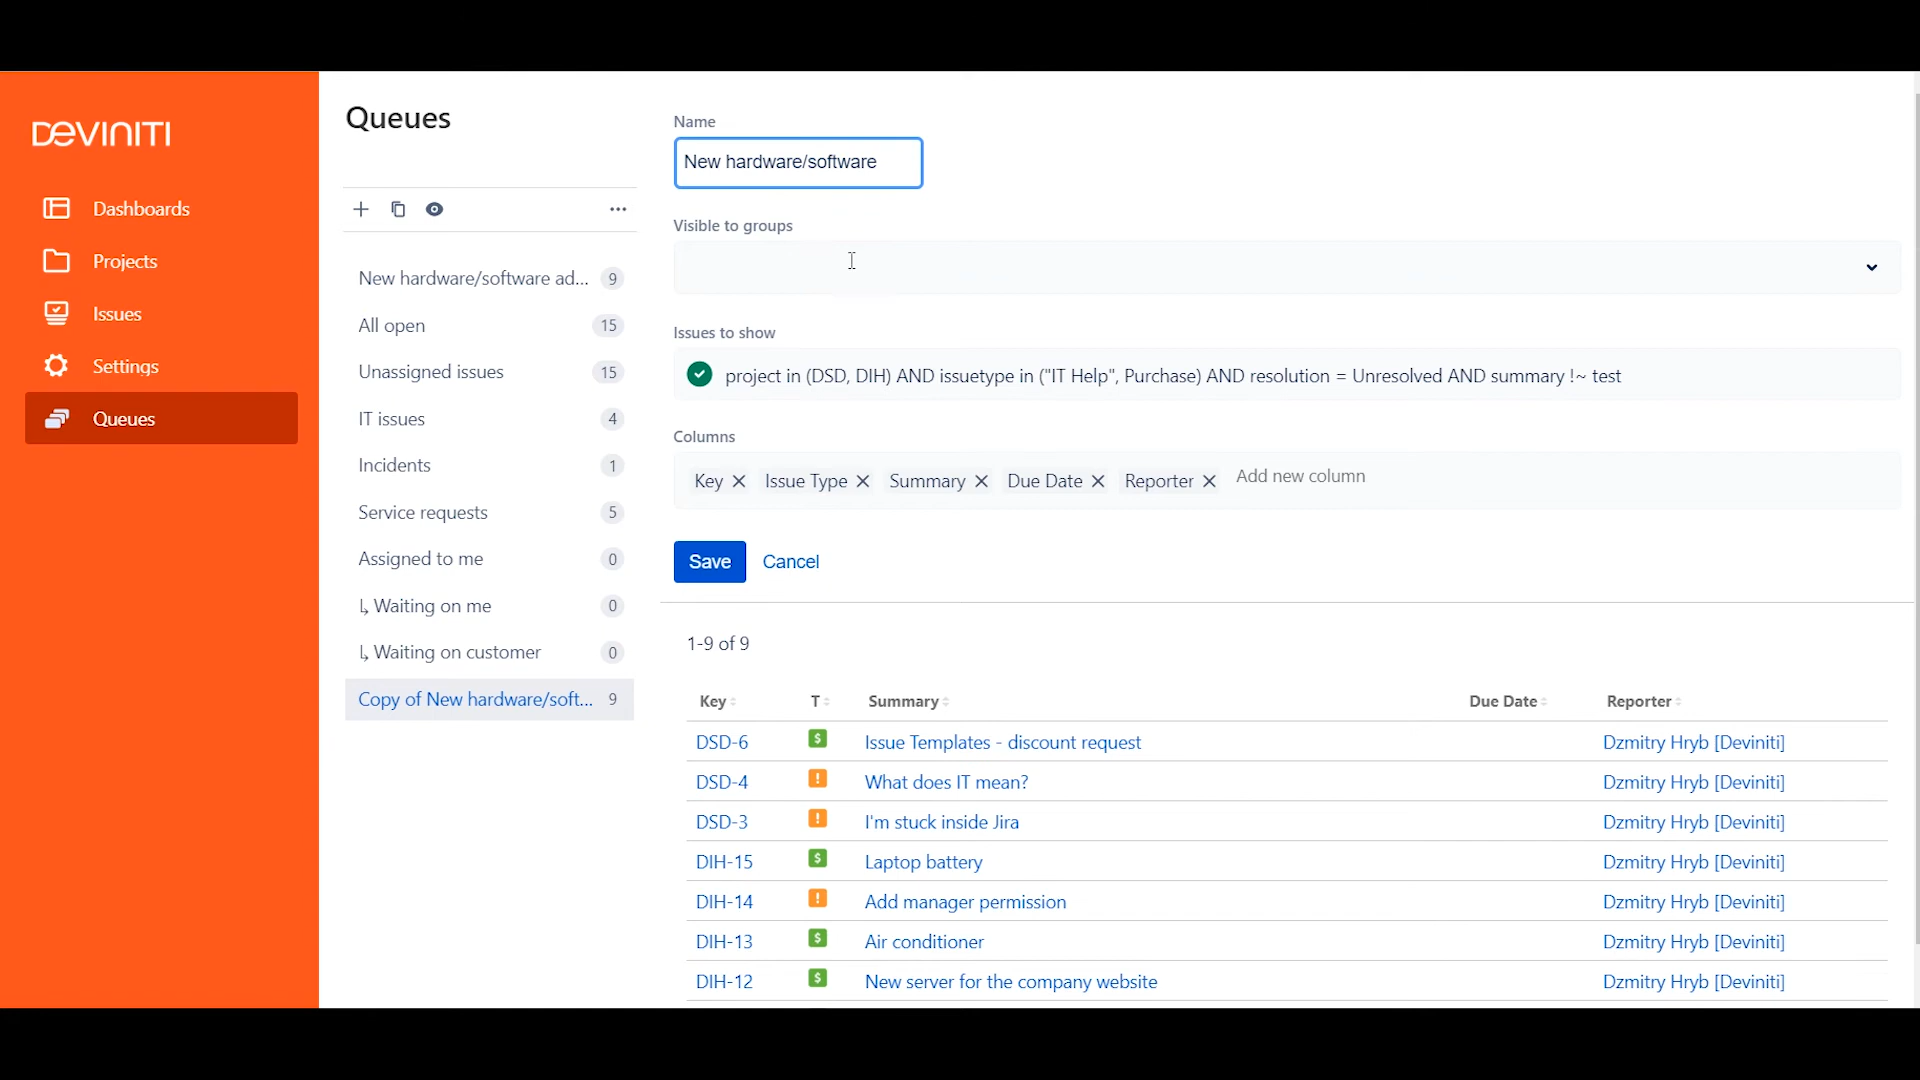 DEVINITI
Dashboards
Projects
Issues
Settings
Queues
Queues
New hardware/software ad... 9
All open 15
Unassigned issues 15
IT issues 4
Incidents 1
Service requests 5
Assigned to me 0
Waiting on me 0
Waiting on customer 0
Copy of New hardware/soft... 9
Name
New hardware/software
Visible to groups
Issues to show
project in (DSD, DIH) AND issuetype in ("IT Help", Purchase) AND resolution = Unresolved AND summary !~ test
Columns
Key Issue Type Summary Due Date Reporter Add new column
Save Cancel
1-9 of 9
Key T Summary Due Date Reporter
DSD-6 $ Issue Templates - discount request Dzmitry Hryb [Deviniti]
DSD-4 ! What does IT mean? Dzmitry Hryb [Deviniti]
DSD-3 ! I'm stuck inside Jira Dzmitry Hryb [Deviniti]
DIH-15 $ Laptop battery Dzmitry Hryb [Deviniti]
DIH-14 ! Add manager permission Dzmitry Hryb [Deviniti]
DIH-13 $ Air conditioner Dzmitry Hryb [Deviniti]
DIH-12 $ New server for the company website Dzmitry Hryb [Deviniti]